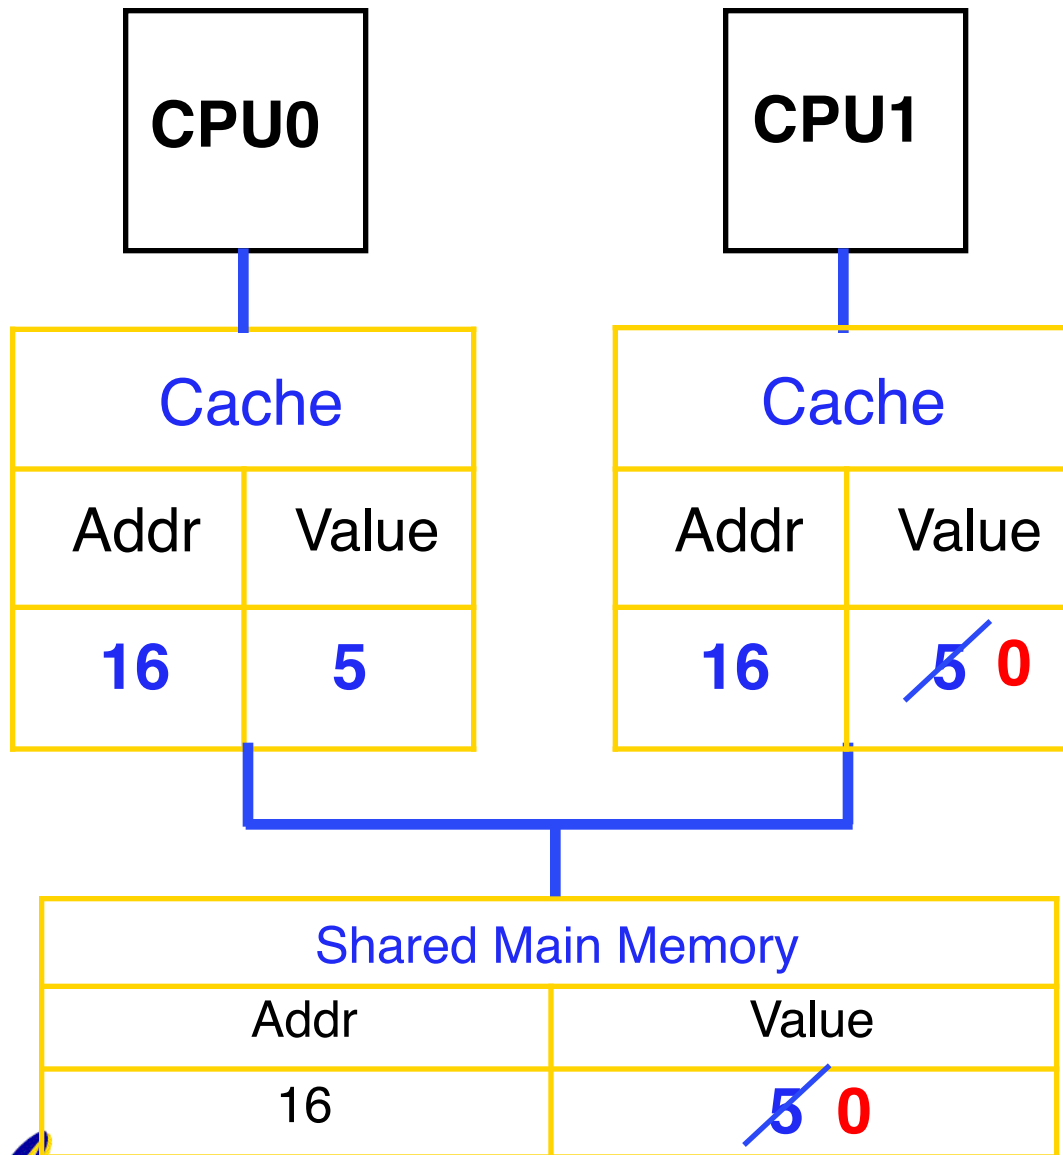 CPU0 CPU1
Cache Cache
Addr Value Addr Value
16 5 16 5 0
Shared Main Memory
Addr Value
16 5 0